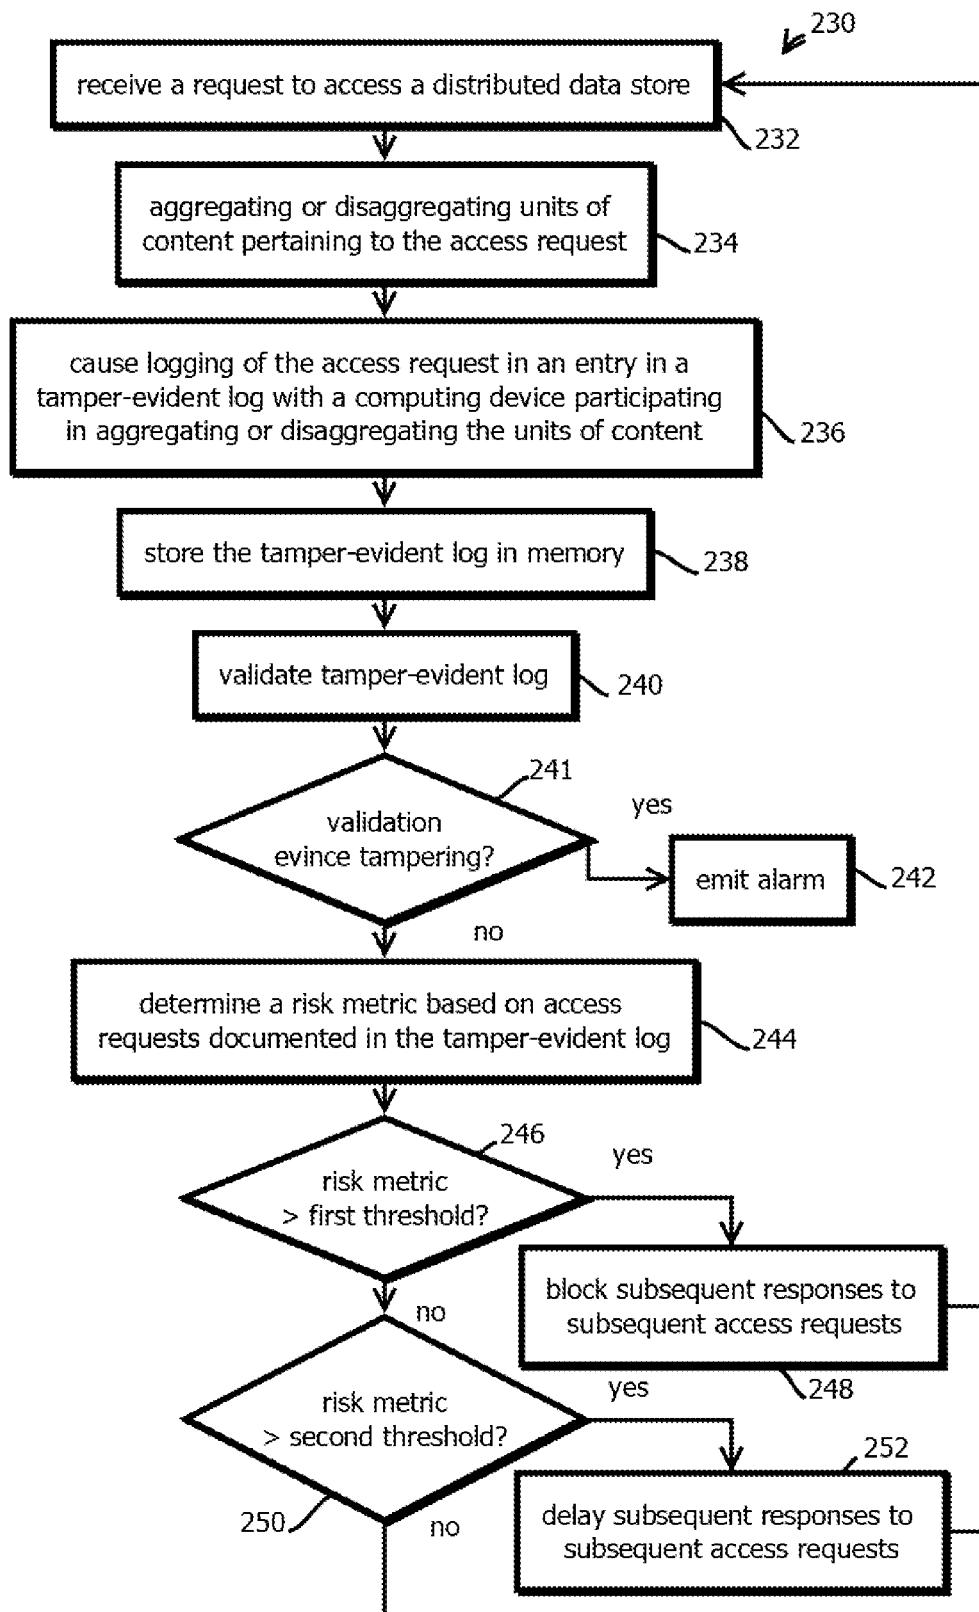 230
receive a request to access a distributed data store
232
aggregating or disaggregating units of
content pertaining to the access request
234
cause logging of the access request in an entry in a
tamper-evident log with a computing device participating
in aggregating or disaggregating the units of content
236
store the tamper-evident log in memory
238
validate tamper-evident log
240
241
validation
evince tampering?
yes
emit alarm
242
no
determine a risk metric based on access
requests documented in the tamper-evident log
244
246
risk metric
> first threshold?
yes
block subsequent responses to
subsequent access requests
248
no
risk metric
> second threshold?
250
yes
252
delay subsequent responses to
subsequent access requests
no